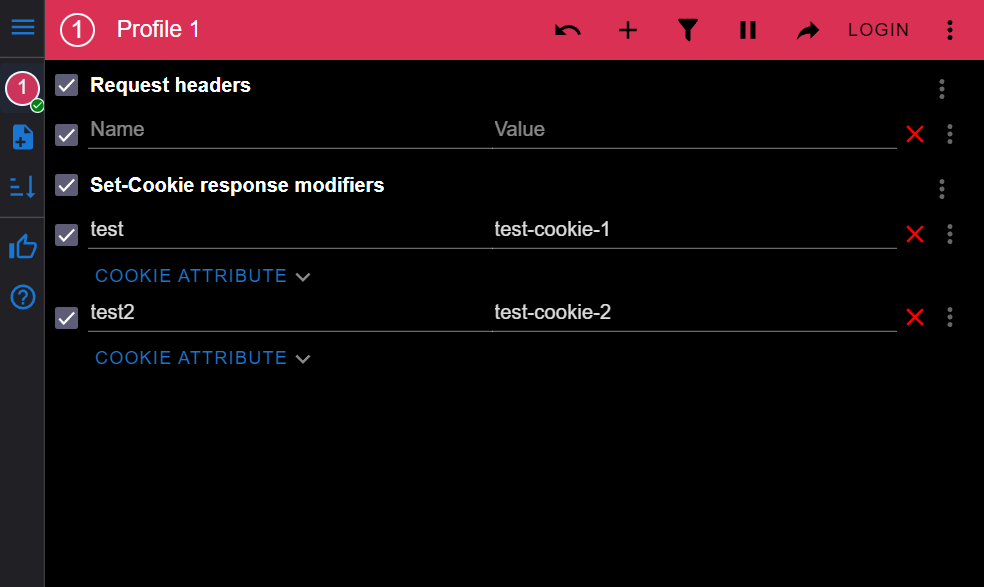 1 Profile 1 LOGIN
1
Request headers
Name Value
Set-Cookie response modifiers
test test-cookie-1
COOKIE ATTRIBUTE
test2 test-cookie-2
COOKIE ATTRIBUTE